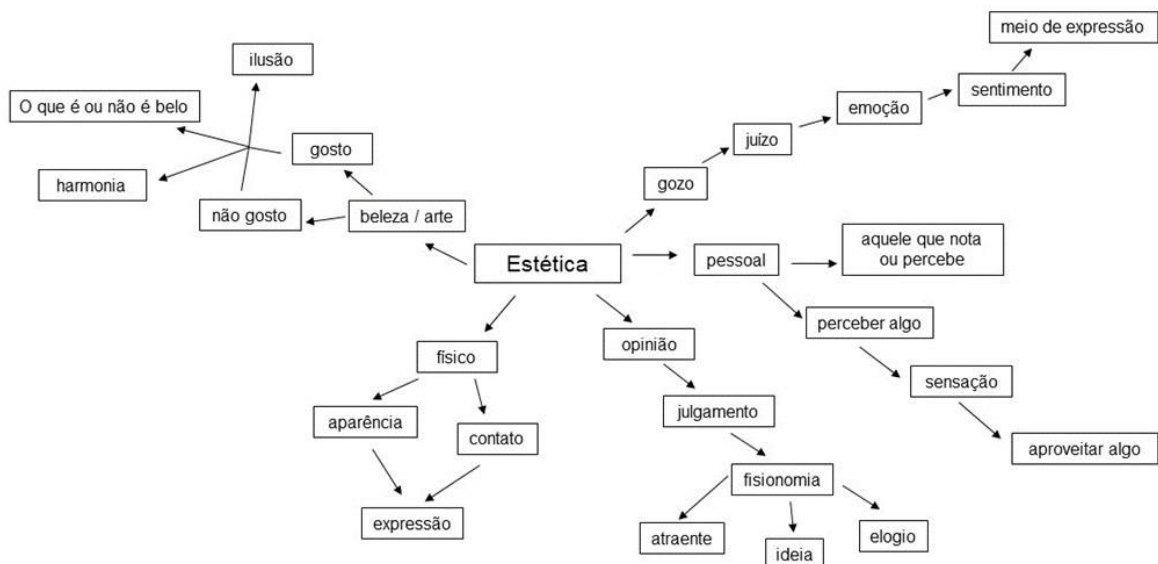 meio de expressão
ilusão
sentimento
O que é ou não é belo
emoção
juízo
gosto
harmonia
gozo
não gosto
beleza / arte
aquele que nota
ou percebe
Estética
pessoal
perceber algo
opinião
físico
sensação
julgamento
aparência
contato
aproveitar algo
fisionomia
expressão
atraente
elogio
ideia